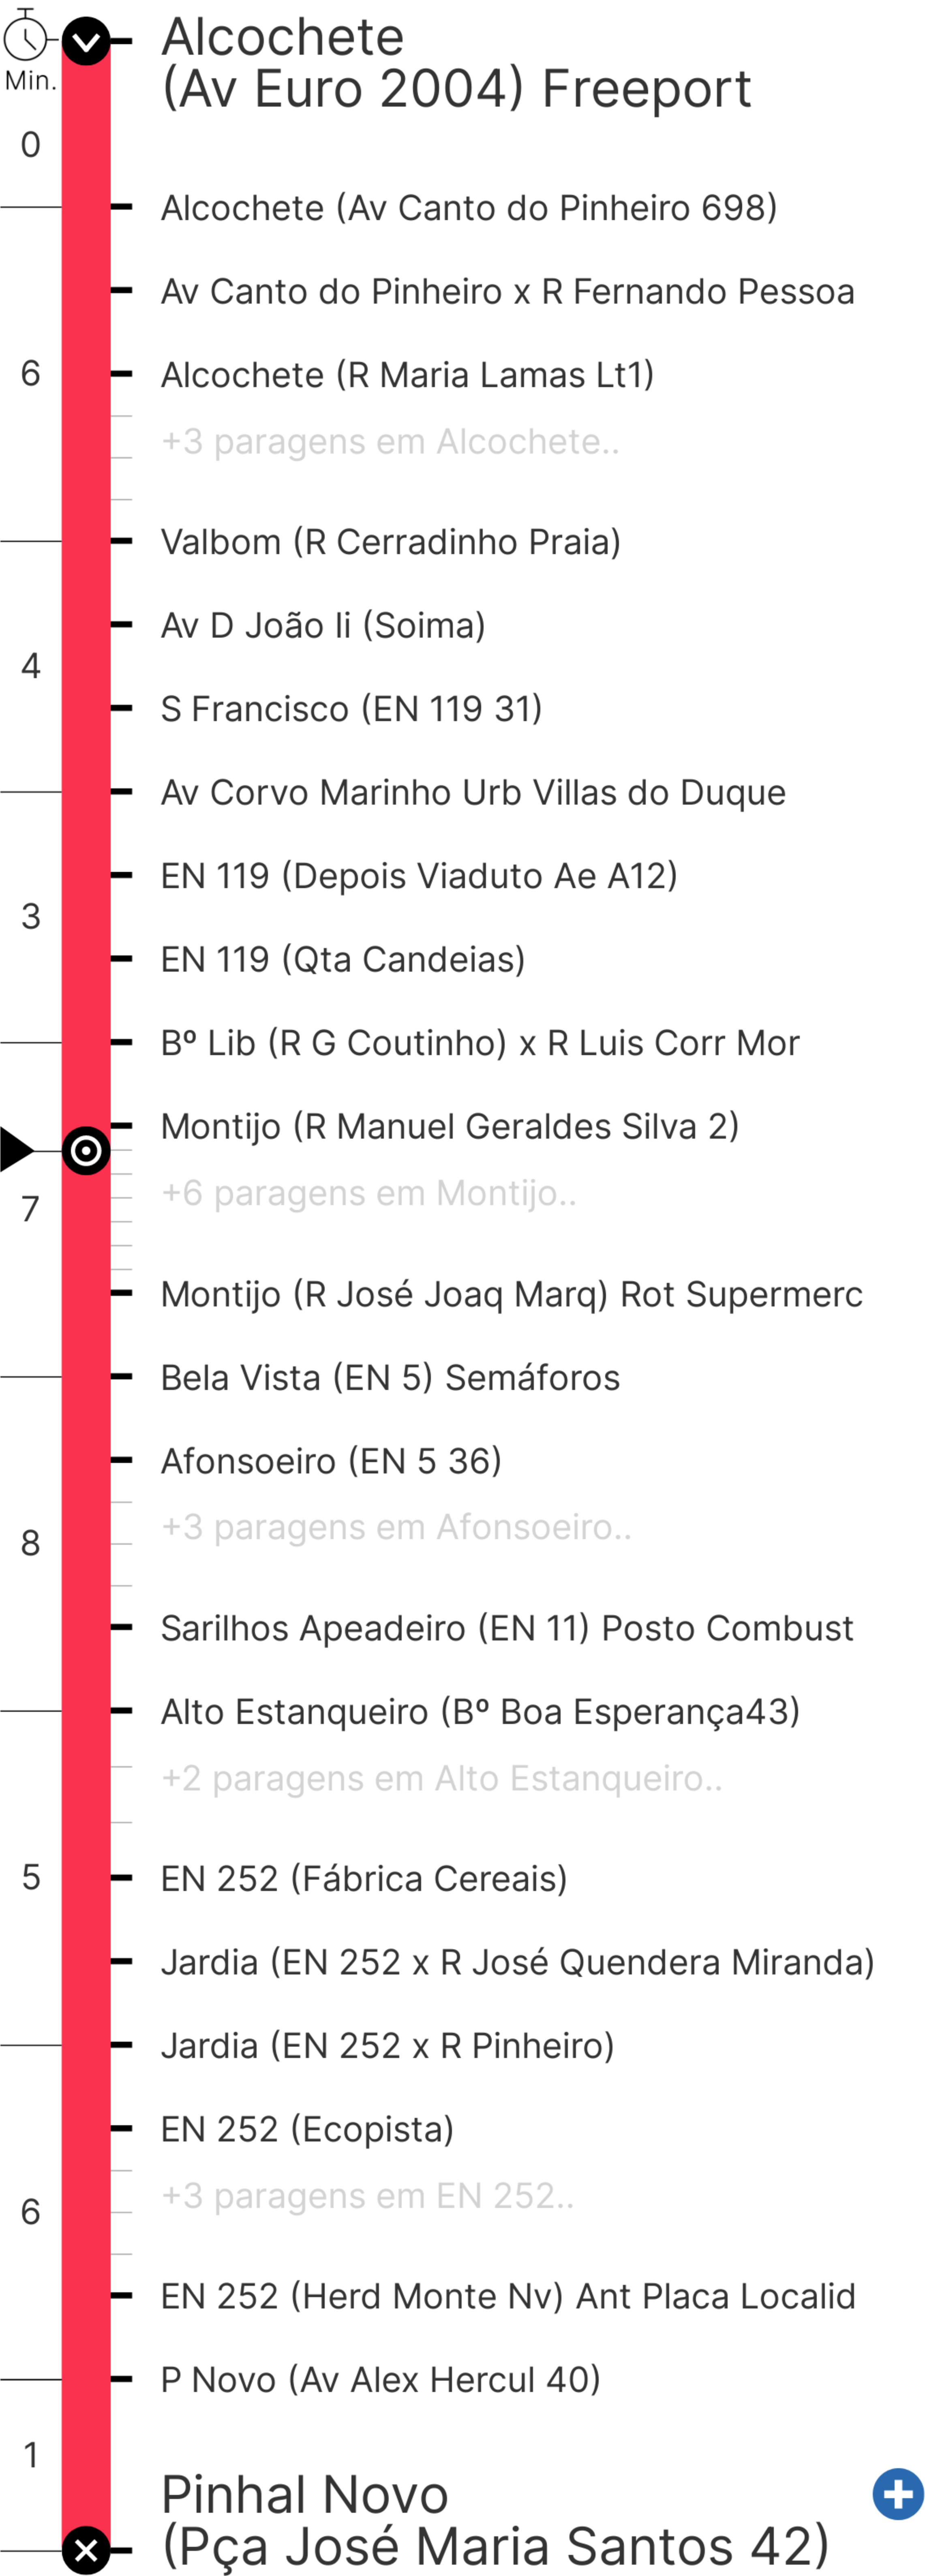 Alcochete
(Av Euro 2004) Freeport
Min.
0
Alcochete (Av Canto do Pinheiro 698)
Av Canto do Pinheiro x R Fernando Pessoa
6
Alcochete (R Maria Lamas Lt1)
+3 paragens em Alcochete..
Valbom (R Cerradinho Praia)
Av D João Ii (Soima)
4
S Francisco (EN 119 31)
Av Corvo Marinho Urb Villas do Duque
EN 119 (Depois Viaduto Ae A12)
3
EN 119 (Qta Candeias)
Bº Lib (R G Coutinho) x R Luis Corr Mor
Montijo (R Manuel Geraldes Silva 2)
+6 paragens em Montijo..
7
Montijo (R José Joaq Marq) Rot Supermerc
Bela Vista (EN 5) Semáforos
Afonsoeiro (EN 5 36)
+3 paragens em Afonsoeiro..
8
Sarilhos Apeadeiro (EN 11) Posto Combust
Alto Estanqueiro (Bº Boa Esperança43)
+2 paragens em Alto Estanqueiro..
5
EN 252 (Fábrica Cereais)
Jardia (EN 252 x R José Quendera Miranda)
Jardia (EN 252 x R Pinheiro)
EN 252 (Ecopista)
+3 paragens em EN 252..
6
EN 252 (Herd Monte Nv) Ant Placa Localid
P Novo (Av Alex Hercul 40)
1
Pinhal Novo
(Pça José Maria Santos 42)